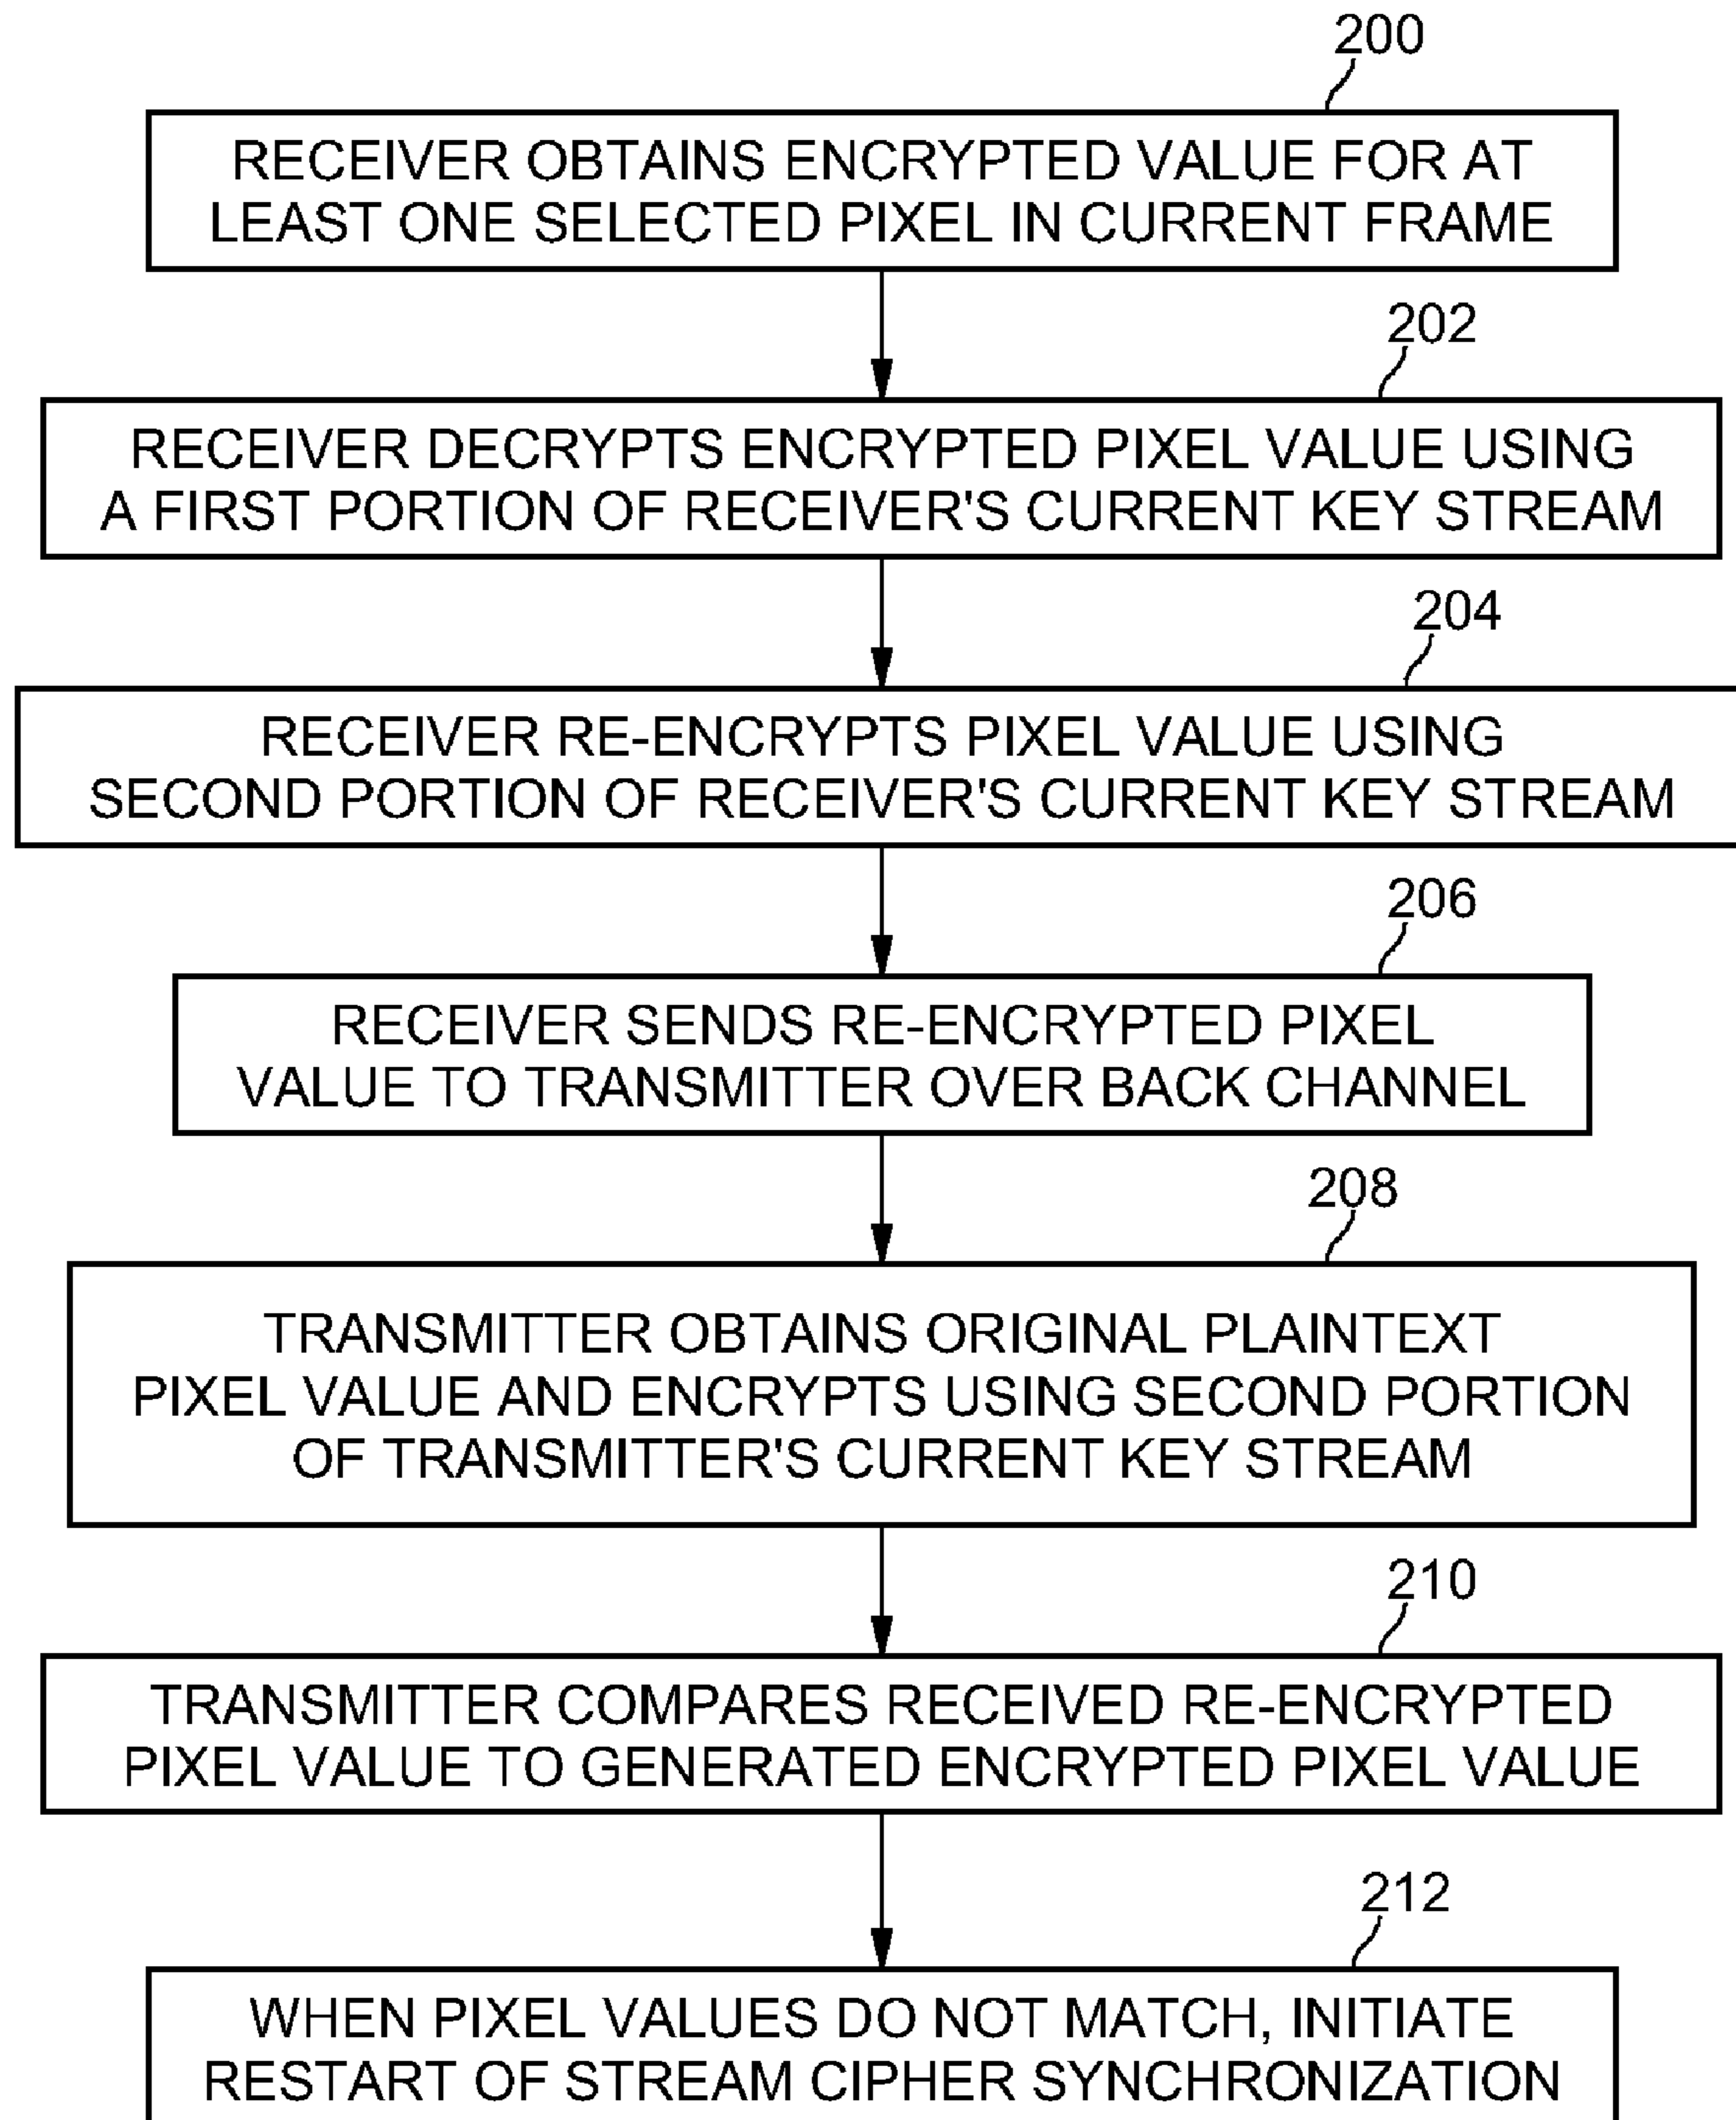 200
RECEIVER OBTAINS ENCRYPTED VALUE FOR AT
LEAST ONE SELECTED PIXEL IN CURRENT FRAME
202
RECEIVER DECRYPTS ENCRYPTED PIXEL VALUE USING
A FIRST PORTION OF RECEIVER'S CURRENT KEY STREAM
204
RECEIVER RE-ENCRYPTS PIXEL VALUE USING
SECOND PORTION OF RECEIVER'S CURRENT KEY STREAM
206
RECEIVER SENDS RE-ENCRYPTED PIXEL
VALUE TO TRANSMITTER OVER BACK CHANNEL
208
TRANSMITTER OBTAINS ORIGINAL PLAINTEXT
PIXEL VALUE AND ENCRYPTS USING SECOND PORTION
OF TRANSMITTER'S CURRENT KEY STREAM
210
TRANSMITTER COMPARES RECEIVED RE-ENCRYPTED
PIXEL VALUE TO GENERATED ENCRYPTED PIXEL VALUE
212
WHEN PIXEL VALUES DO NOT MATCH, INITIATE
RESTART OF STREAM CIPHER SYNCHRONIZATION